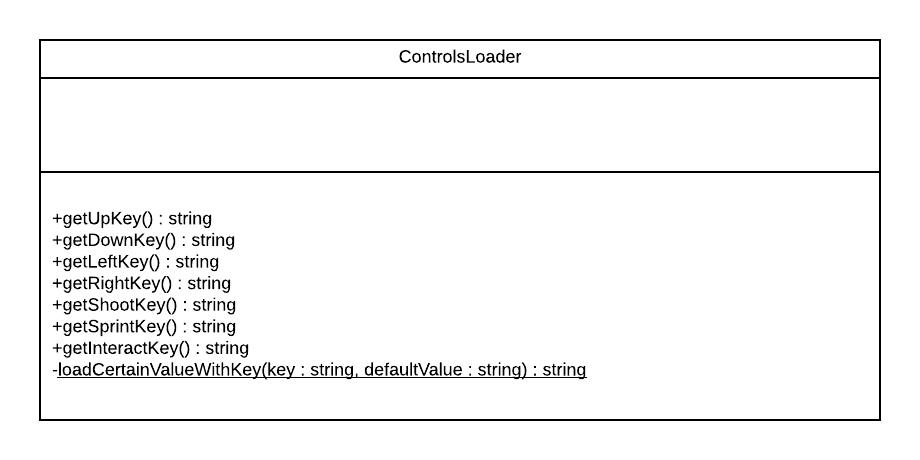 ControlsLoader
+getUpKey() : string
+getDownKey() : string
+getLeftKey() : string
+getRightKey() : string
+getShootKey() : string
+getSprintKey() : string
+getInteractKey() : string
-loadCertainValueWithKey(key : string, defaultValue : string) : string